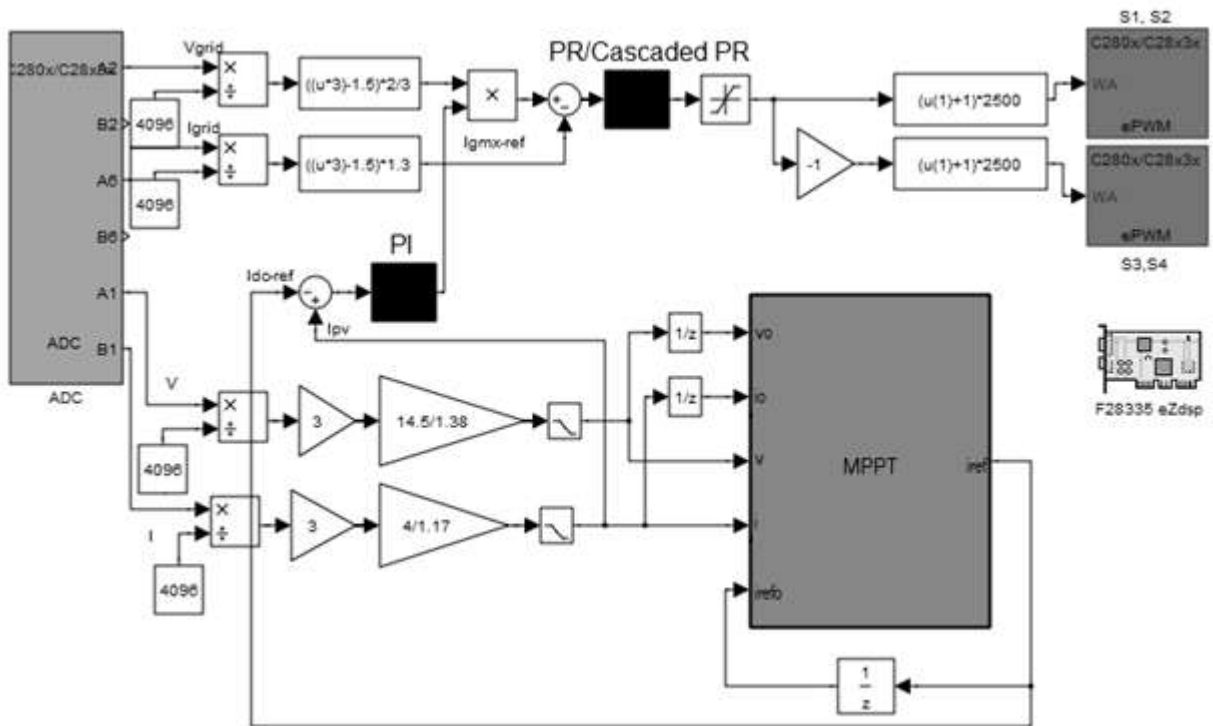 S1, S2
PR/Cascaded PR
C280x/C28x3x
A2
Vgrid
×
÷
((u*3)-1.5)*2/3
×
+
-
(u(1)+1)*2500
C280x/C28x3x
WA
ePWM
4096
B2
Igrid
Igmx-ref
×
÷
((u*3)-1.5)*1.3
-1
(u(1)+1)*2500
C280x/C28x3x
WA
ePWM
A6
4096
B6
PI
S3,S4
Ido-ref
-
+
A1
Ipv
1/z
V0
ADC
B1
ADC
V
×
÷
3
14.5/1.38
1/z
I0
F28335 eZdsp
4096
V
MPPT
iref
×
÷
3
4/1.17
I
I
4096
iref0
1
z